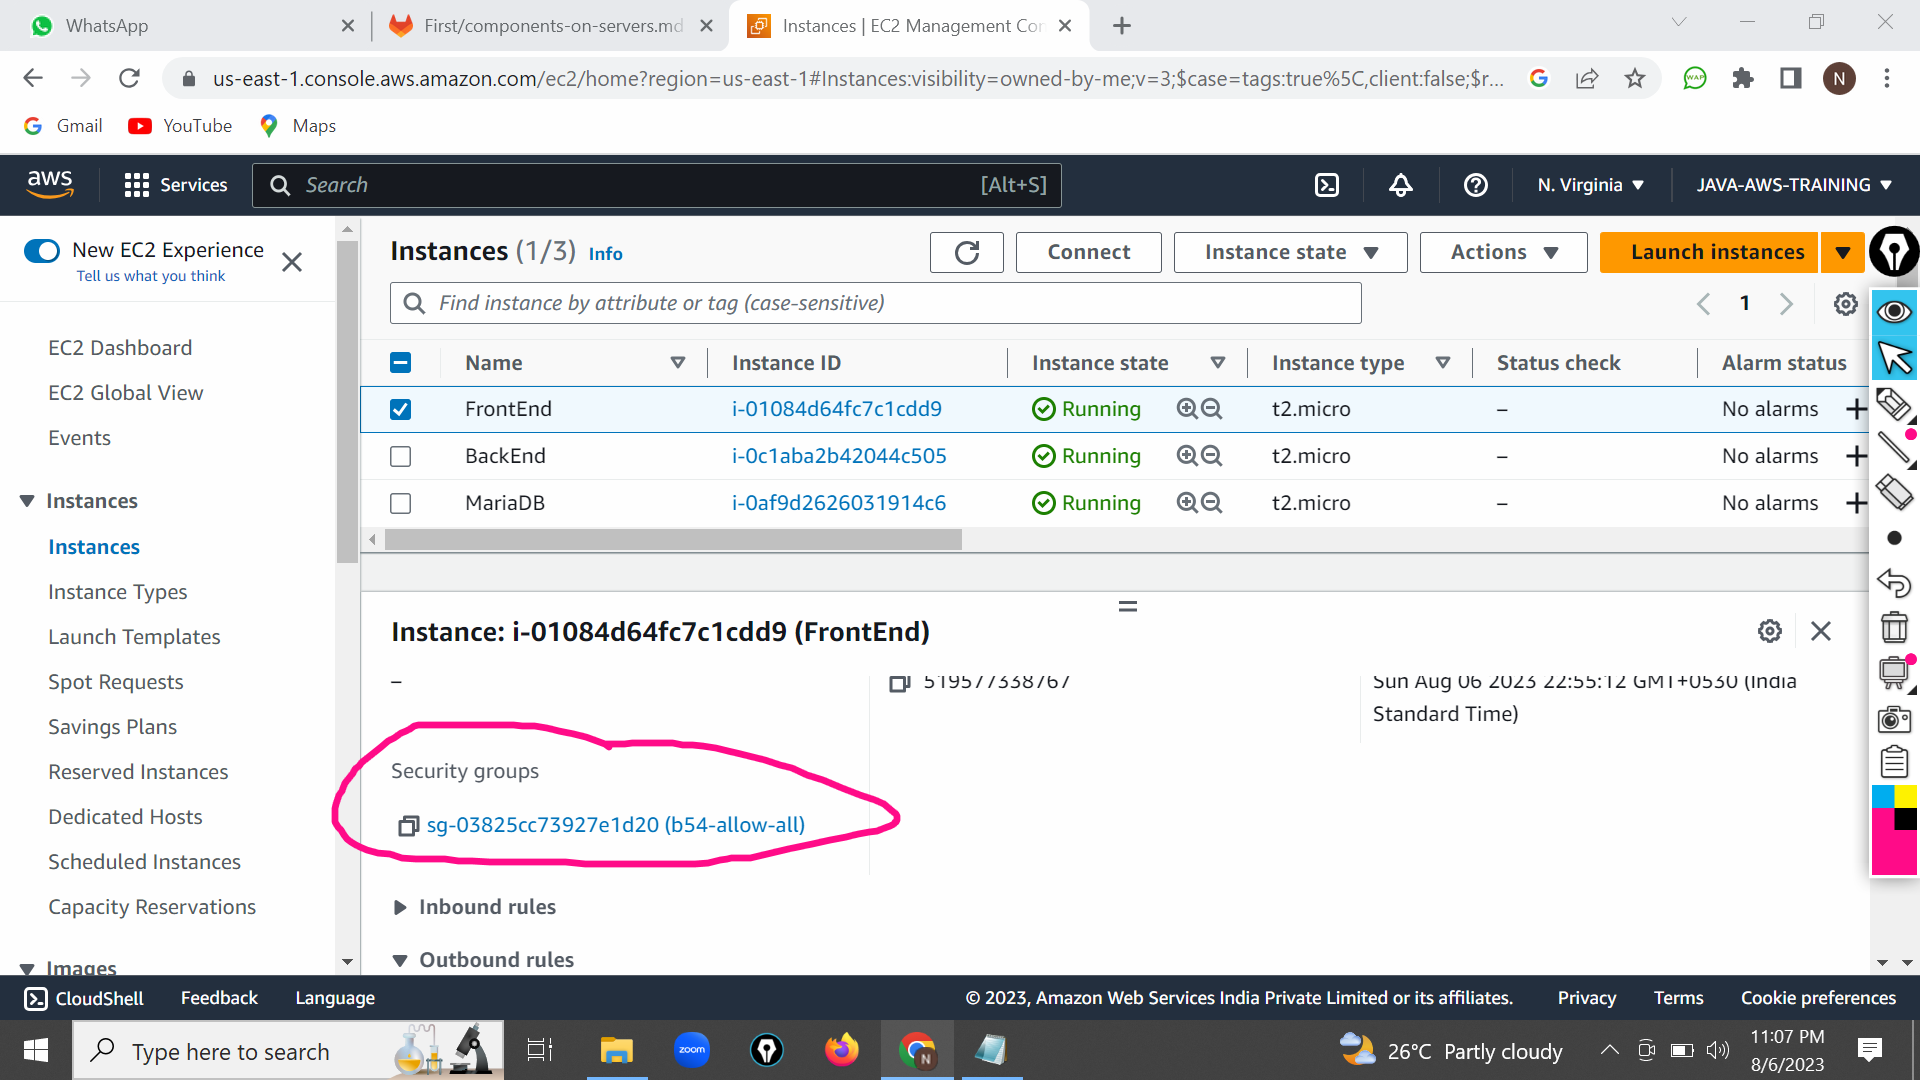 WhatsApp
First/components-on-servers.md
Instances | EC2 Management Con
us-east-1.console.aws.amazon.com/ec2/home?region=us-east-1#Instances:visibility=owned-by-me;v=3;$case=tags:true%5C,client:false;$r...
WAP
N
Gmail
YouTube
Maps
aws
Services
Search
[Alt+S]
N. Virginia
JAVA-AWS-TRAINING
New EC2 Experience
Tell us what you think
EC2 Dashboard
EC2 Global View
Events
Instances
Instances
Instance Types
Launch Templates
Spot Requests
Savings Plans
Reserved Instances
Dedicated Hosts
Scheduled Instances
Capacity Reservations
Images
Instances (1/3) Info
Connect
Instance state
Actions
Launch instances
Find instance by attribute or tag (case-sensitive)
1
Name Instance ID Instance state Instance type Status check Alarm status
FrontEnd i-01084d64fc7c1cdd9 Running t2.micro – No alarms +
BackEnd i-0c1aba2b42044c505 Running t2.micro – No alarms +
MariaDB i-0af9d2626031914c6 Running t2.micro – No alarms +
Instance: i-01084d64fc7c1cdd9 (FrontEnd)
–
519577338767
Sun Aug 06 2023 22:55:12 GMT+0530 (India
Standard Time)
Security groups
sg-03825cc73927e1d20 (b54-allow-all)
Inbound rules
Outbound rules
CloudShell
Feedback
Language
© 2023, Amazon Web Services India Private Limited or its affiliates.
Privacy
Terms
Cookie preferences
Type here to search
zoom
N
26°C Partly cloudy
11:07 PM
8/6/2023